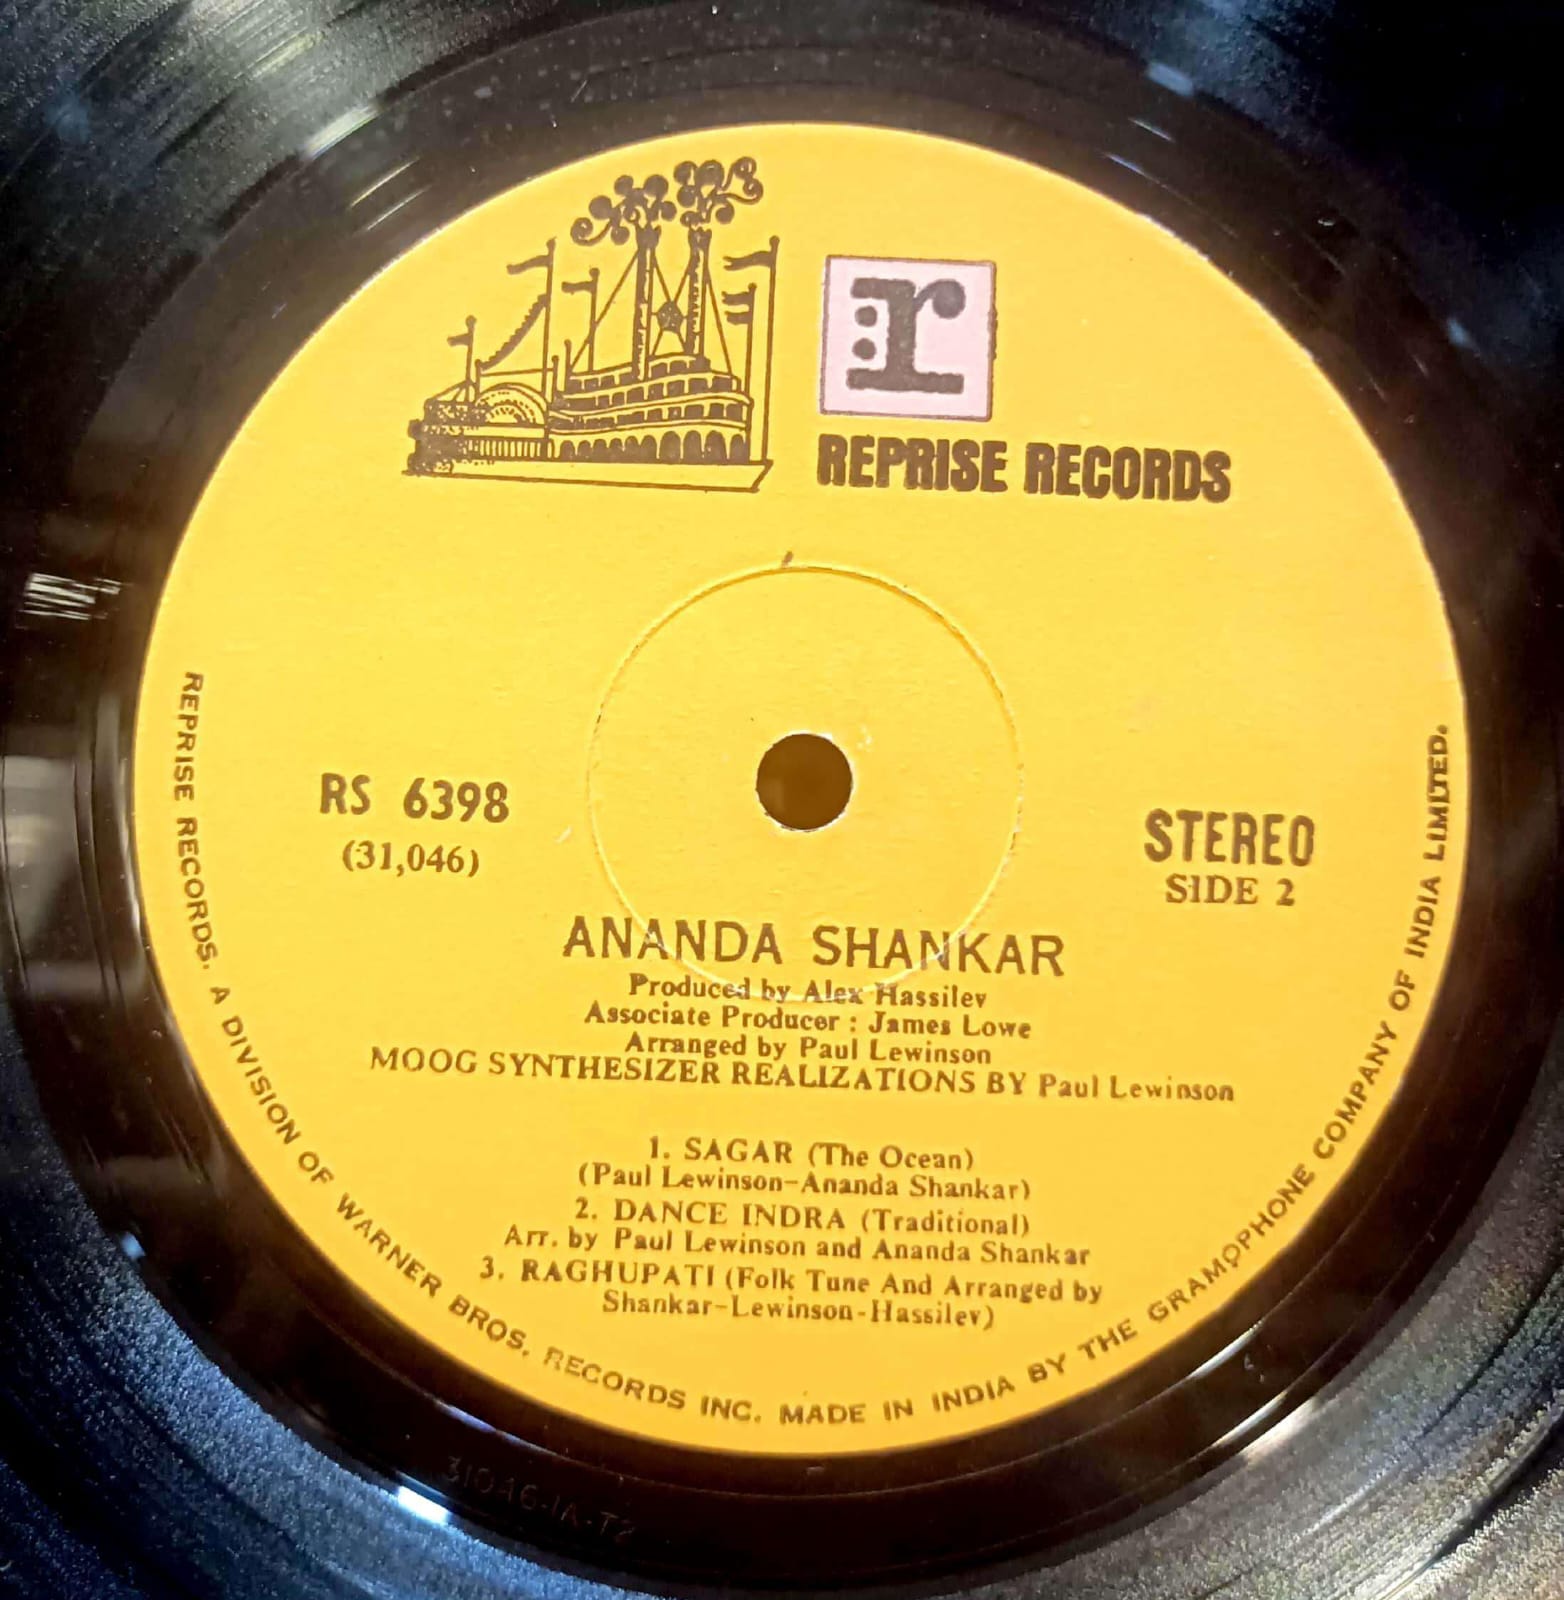 r:
REPRISE RECORDS
RS 6398
(31,046)
STEREO
SIDE 2
ANANDA SHANKAR
Produced by Alex Hassilev
Associate Producer : James Lowe
Arranged by Paul Lewinson
MOOG SYNTHESIZER REALIZATIONS BY Paul Lewinson
1. SAGAR (The Ocean)
(Paul Lewinson-Ananda Shankar)
2. DANCE INDRA (Traditional)
Arr. by Paul Lewinson and Ananda Shankar
3. RAGHUPATI (Folk Tune And Arranged by
Shankar-Lewinson-Hassilev)
REPRISE RECORDS. A DIVISION OF WARNER BROS. RECORDS INC. MADE IN INDIA BY THE GRAMOPHONE COMPANY OF INDIA LIMITED.
31046-1A-T2